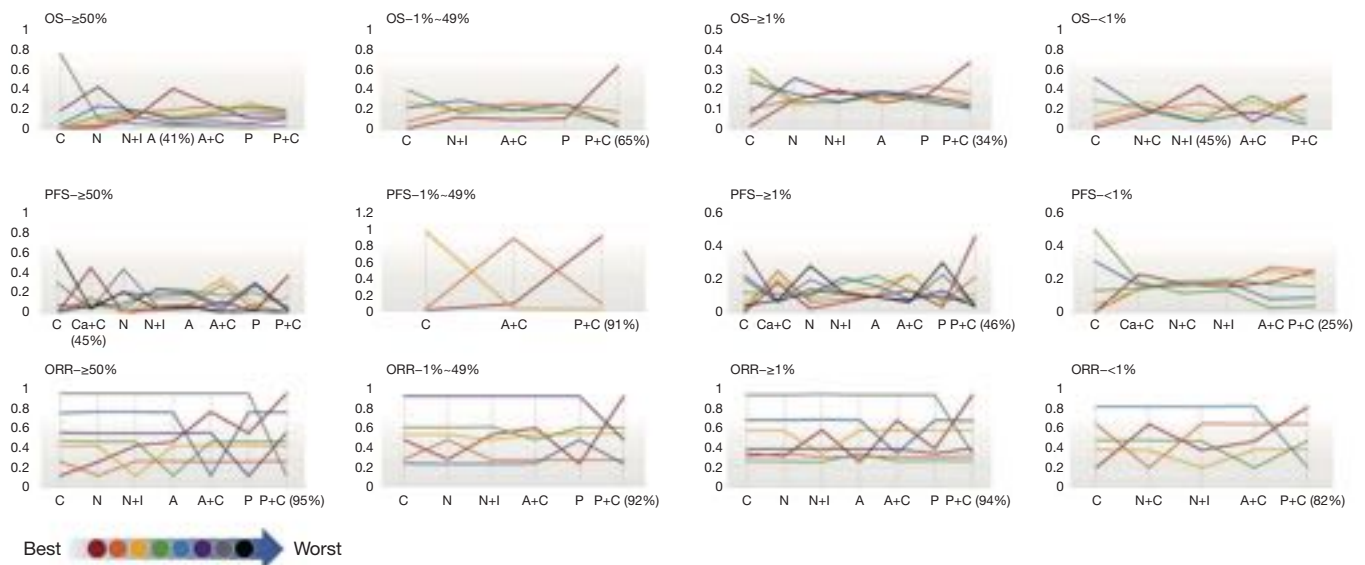 OS–≥50%
1
0.8
0.6
0.4
0.2
0
C N N+I A (41%) A+C P P+C
OS–1%~49%
1
0.8
0.6
0.4
0.2
0
C N+I A+C P P+C (65%)
OS–≥1%
0.5
0.4
0.3
0.2
0.1
0
C N N+I A P P+C (34%)
OS–<1%
1
0.8
0.6
0.4
0.2
0
C N+C N+I (45%) A+C P+C
PFS–≥50%
1
0.8
0.6
0.4
0.2
0
C Ca+C N N+I A A+C P P+C
(45%)
PFS–1%~49%
1.2
1
0.8
0.6
0.4
0.2
0
C A+C P+C (91%)
PFS–≥1%
0.6
0.4
0.2
0
C Ca+C N N+I A A+C P P+C (46%)
PFS–<1%
0.6
0.4
0.2
0
C Ca+C N+C N+I A+C P+C (25%)
ORR–≥50%
1
0.8
0.6
0.4
0.2
0
C N N+I A A+C P P+C (95%)
ORR–1%~49%
1
0.8
0.6
0.4
0.2
0
C N N+I A+C P P+C (92%)
ORR–≥1%
1
0.8
0.6
0.4
0.2
0
C N N+I A A+C P P+C (94%)
ORR–<1%
1
0.8
0.6
0.4
0.2
0
C N+C N+I A+C P+C (82%)
Best Worst